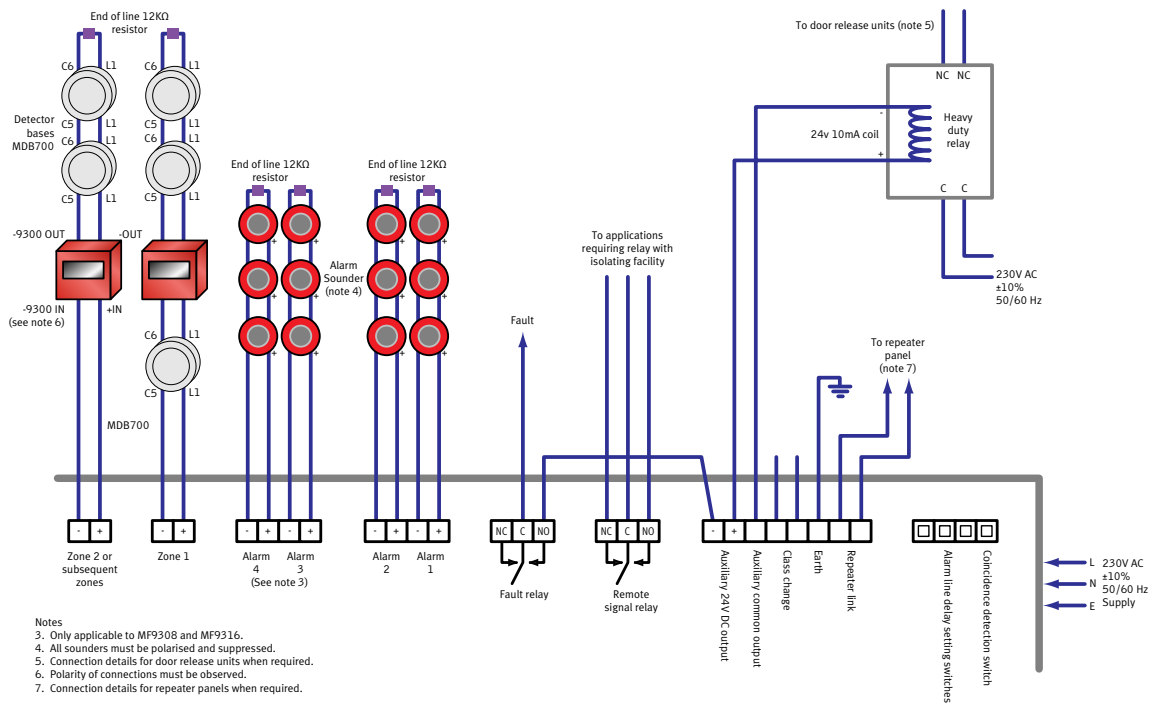 End of line 12KΩ
resistor
C6
L1
C6
L1
C5
C6
L1
C5
C6
L1
Detector
bases
MDB700
C5
L1
C5
L1
-9300 OUT
-OUT
-9300 IN
(see note 6)
+IN
C6
L1
C5
L1
MDB700
End of line 12KΩ
resistor
End of line 12KΩ
resistor
+
+
+
+
+
+
+
+
+
+
+
+
Alarm
Sounder
(note 4)
To applications
requiring relay with
isolating facility
Fault
To door release units (note 5)
NC NC
-
24v 10mA coil
+
Heavy
duty
relay
C C
230V AC
±10%
50/60 Hz
To repeater
panel
(note 7)
- +
Zone 2 or
subsequent
zones
- +
Zone 1
- + - +
Alarm
4
Alarm
3
(See note 3)
- + - +
Alarm
2
Alarm
1
NC C NO
Fault relay
NC C NO
Remote
signal relay
- +
Auxiliary 24V DC output
Auxiliary common output
Class change
Earth
Repeater link
Alarm line delay setting switches
Coincidence detection switch
L
N
E
230V AC
±10%
50/60 Hz
Supply
Notes
3. Only applicable to MF9308 and MF9316.
4. All sounders must be polarised and suppressed.
5. Connection details for door release units when required.
6. Polarity of connections must be observed.
7. Connection details for repeater panels when required.